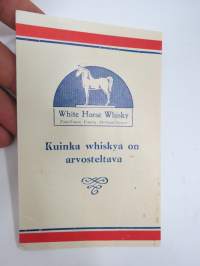 White Horse Whisky
Kuinka whiskyä on
arvosteltava